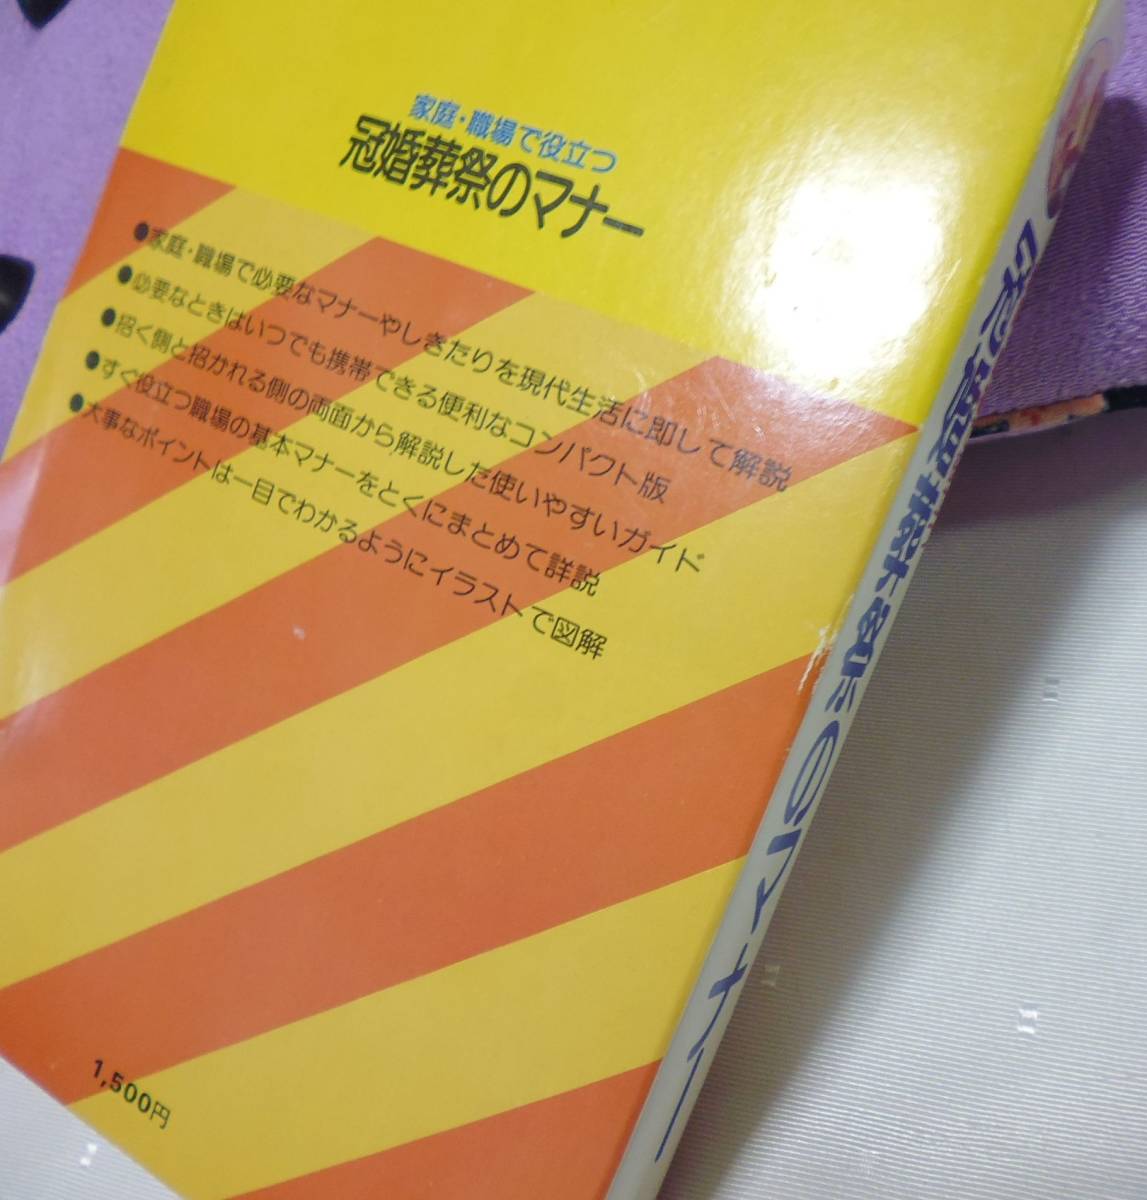 家庭・職場で役立つ
冠婚葬祭のマナー
●家庭・職場で必要なマナーやしきたりを現代生活に即して解説
●必要なときはいつでも携帯できる便利なコンパクト版
●招く側と招かれる側の両面から解説した使いやすいガイド
●すぐ役立つ職場の基本マナーをとくにまとめて詳説
●大事なポイントは一目でわかるようにイラストで図解
1,500円
冠婚葬祭のマナー